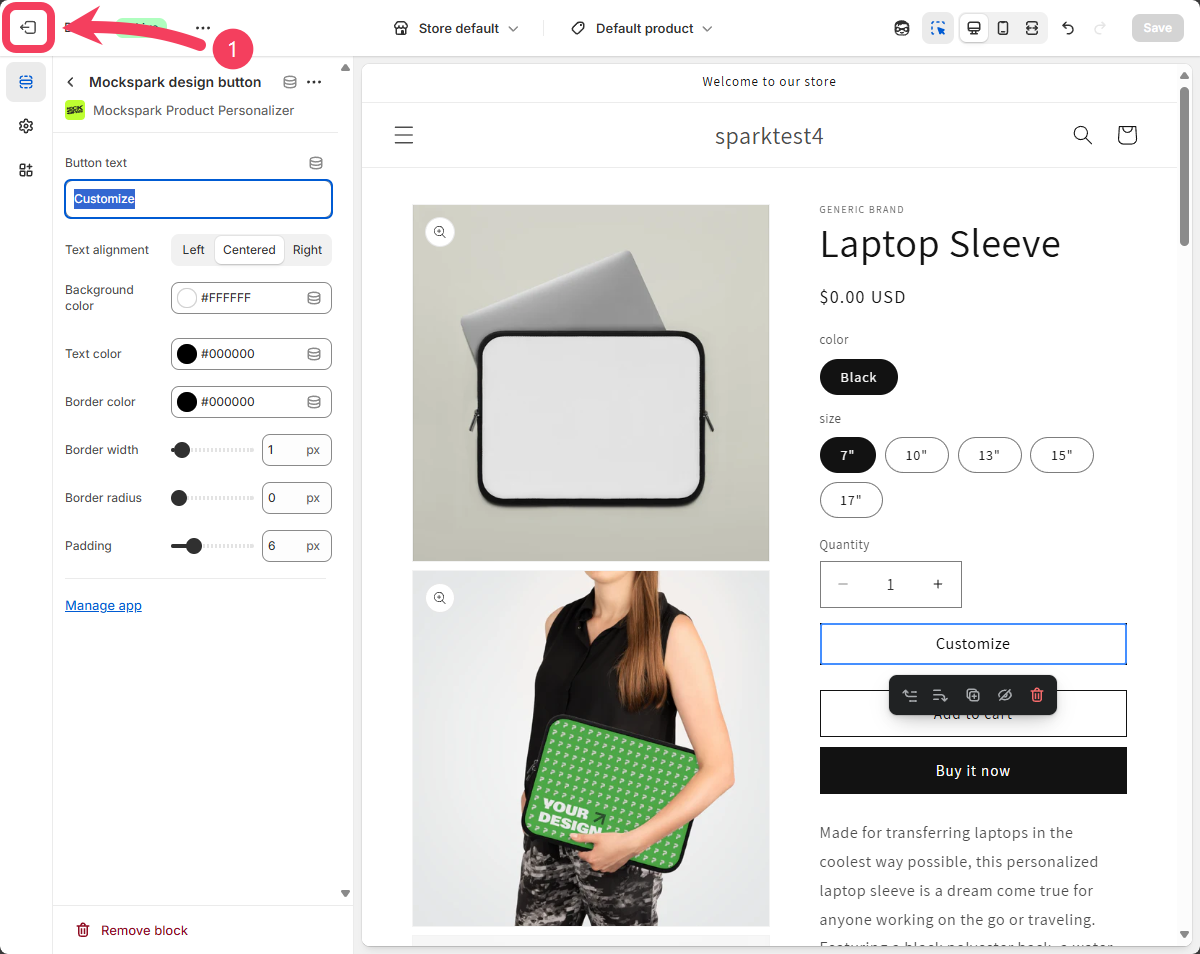 1
Store default
Default product
Save
Mockspark design button
Mockspark Product Personalizer
Button text
Customize
Text alignment
Left
Centered
Right
Background
color
#FFFFFF
Text color
#000000
Border color
#000000
Border width
1
px
Border radius
0
px
Padding
6
px
Manage app
Remove block
Welcome to our store
sparktest4
GENERIC BRAND
Laptop Sleeve
$0.00 USD
color
Black
size
7"
10"
13"
15"
17"
Quantity
1
Customize
Add to cart
Buy it now
Made for transferring laptops in the
coolest way possible, this personalized
laptop sleeve is a dream come true for
anyone working on the go or traveling.
Featuring a black polyester back, a water
YOUR
DESIGN